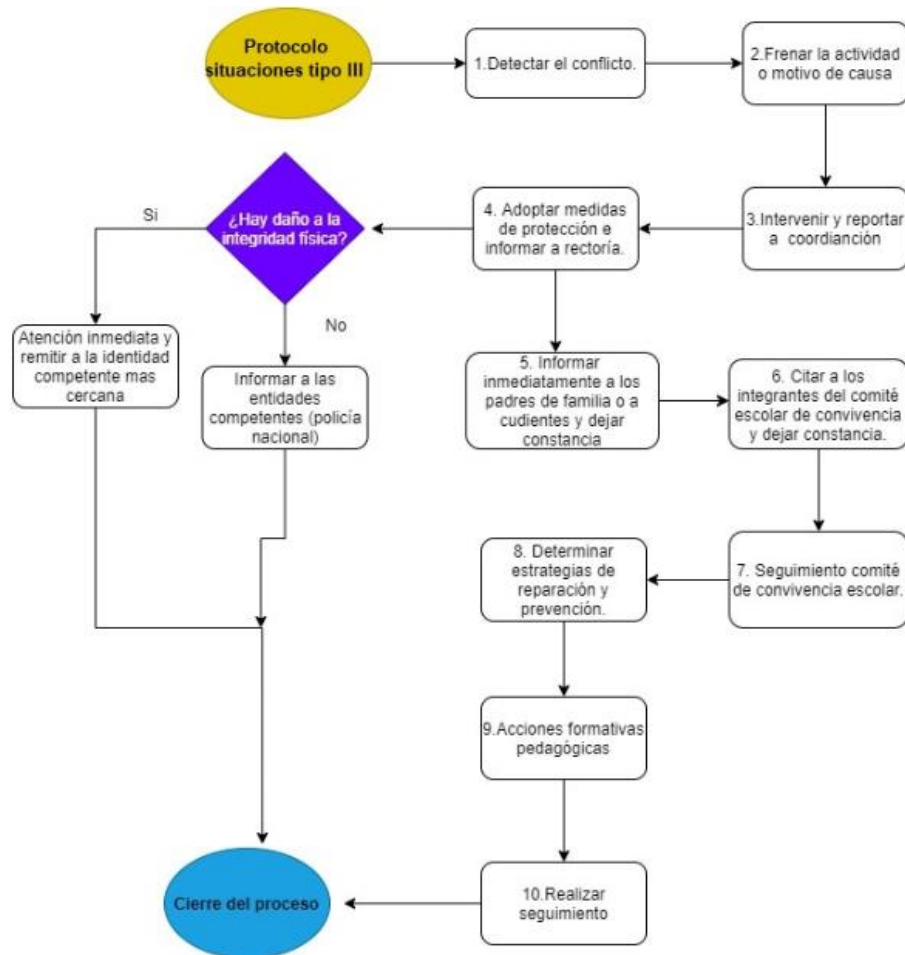 Protocolo
situaciones tipo III
1.Detectar el conflicto.
2.Frenar la actividad
o motivo de causa
3.Intervenir y reportar
a coordianción
4. Adoptar medidas
de protección e
informar a rectoría.
¿Hay daño a la
integridad física?
Si
No
Atención inmediata y
remitir a la identidad
competente mas
cercana
Informar a las
entidades
competentes (policía
nacional)
5. Informar
inmediatamente a los
padres de familia o a
cudientes y dejar
constancia
6. Citar a los
integrantes del comité
escolar de convivencia
y dejar constancia.
7. Seguimiento comité
de convivencia escolar.
8. Determinar
estrategias de
reparación y
prevención.
9.Acciones formativas
pedagógicas
10.Realizar
seguimiento
Cierre del proceso